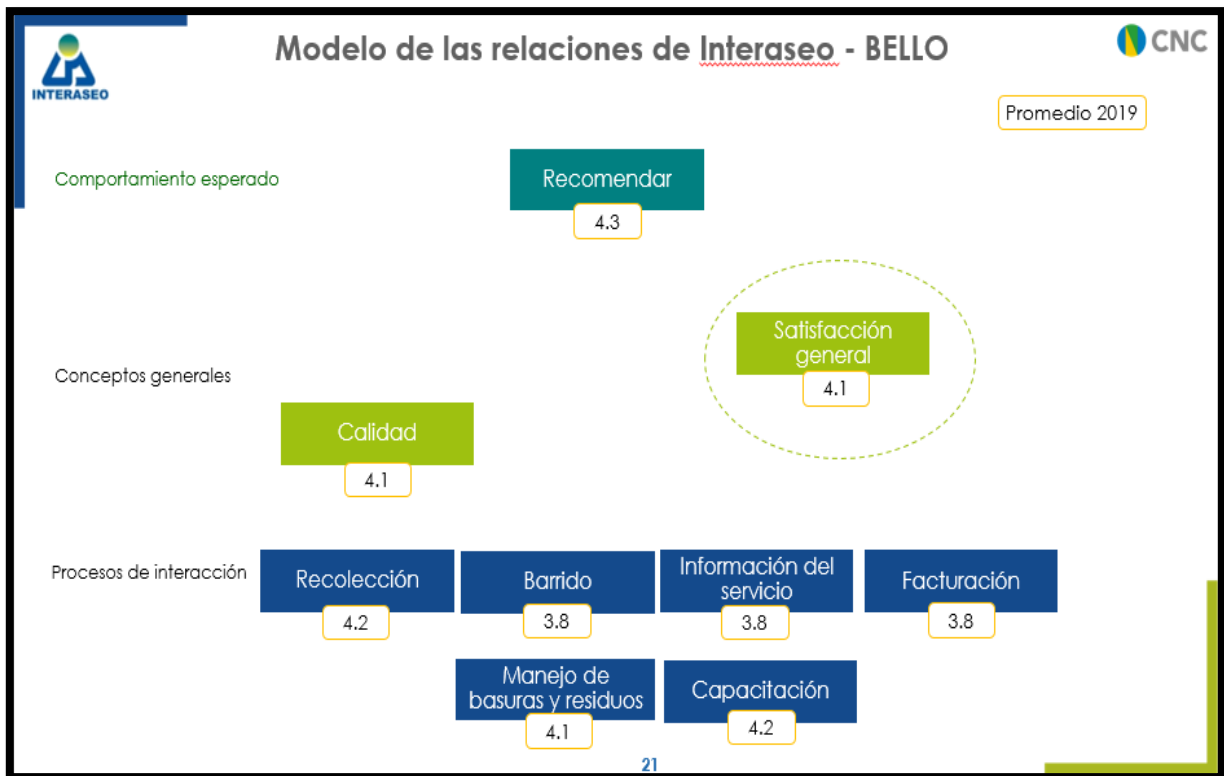 Modelo de las relaciones de Interaseo - BELLO
CNC
INTERASEO
Promedio 2019
Comportamiento esperado
Recomendar
4.3
Conceptos generales
Satisfacción
general
4.1
Calidad
4.1
Procesos de interacción
Recolección
4.2
Barrido
3.8
Información del
servicio
3.8
Facturación
3.8
Manejo de
basuras y residuos
4.1
Capacitación
4.2
21